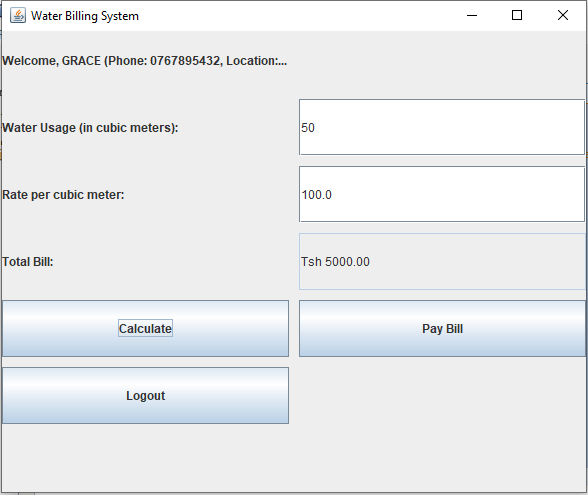 Water Billing System
Welcome, GRACE (Phone: 0767895432, Location:...
Water Usage (in cubic meters):
50
Rate per cubic meter:
100.0
Total Bill:
Tsh 5000.00
Calculate
Pay Bill
Logout